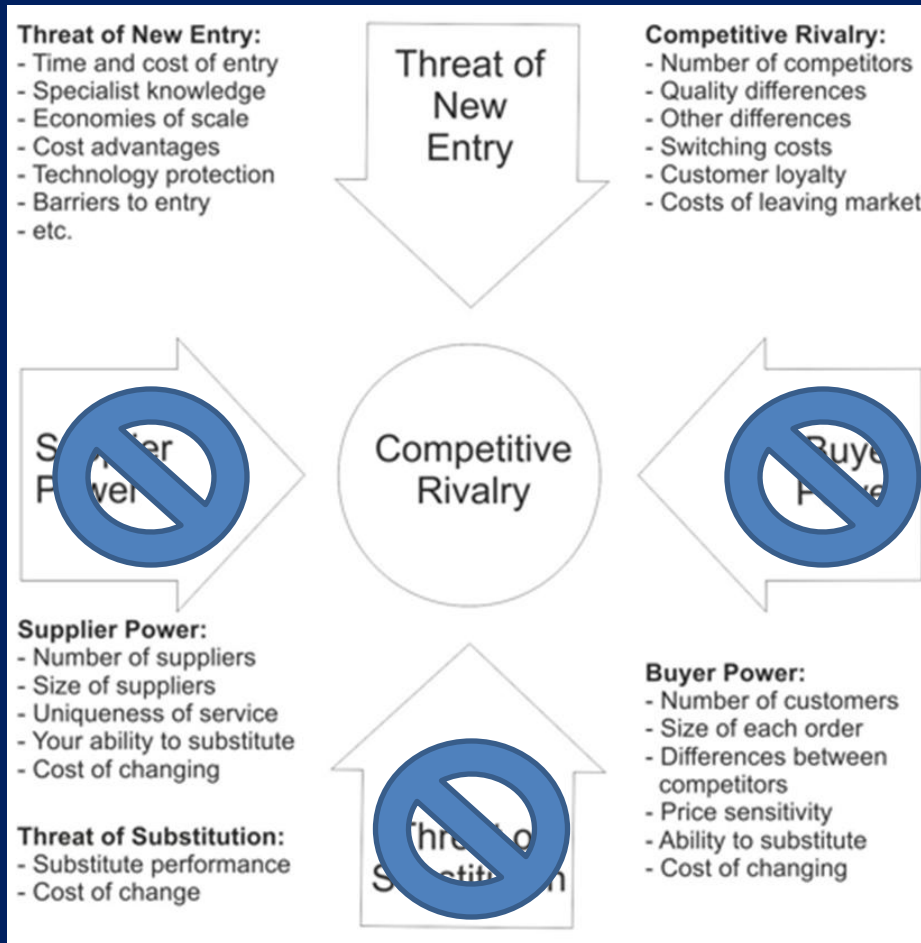 Threat of New Entry:
- Time and cost of entry
- Specialist knowledge
- Economies of scale
- Cost advantages
- Technology protection
- Barriers to entry
- etc.
Threat of
New
Entry
Competitive Rivalry:
- Number of competitors
- Quality differences
- Other differences
- Switching costs
- Customer loyalty
- Costs of leaving market
Competitive
Rivalry
Supplier Power:
- Number of suppliers
- Size of suppliers
- Uniqueness of service
- Your ability to substitute
- Cost of changing
Threat of Substitution:
- Substitute performance
- Cost of change
Buyer Power:
- Number of customers
- Size of each order
- Differences between
competitors
- Price sensitivity
- Ability to substitute
- Cost of changing